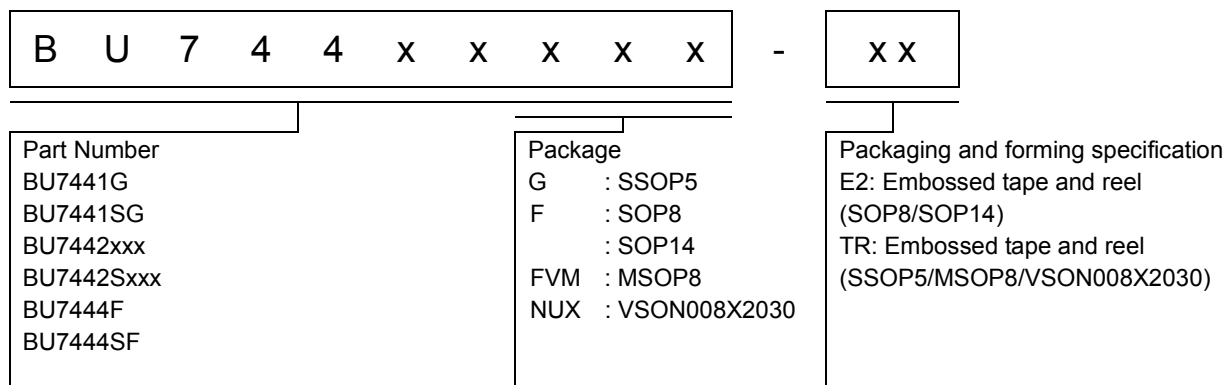 B U 7 4 4 x x x x x - x x
Part Number
BU7441G
BU7441SG
BU7442xxx
BU7442Sxxx
BU7444F
BU7444SF
Package
G : SSOP5
F : SOP8
: SOP14
FVM : MSOP8
NUX : VSON008X2030
Packaging and forming specification
E2: Embossed tape and reel
(SOP8/SOP14)
TR: Embossed tape and reel
(SSOP5/MSOP8/VSON008X2030)